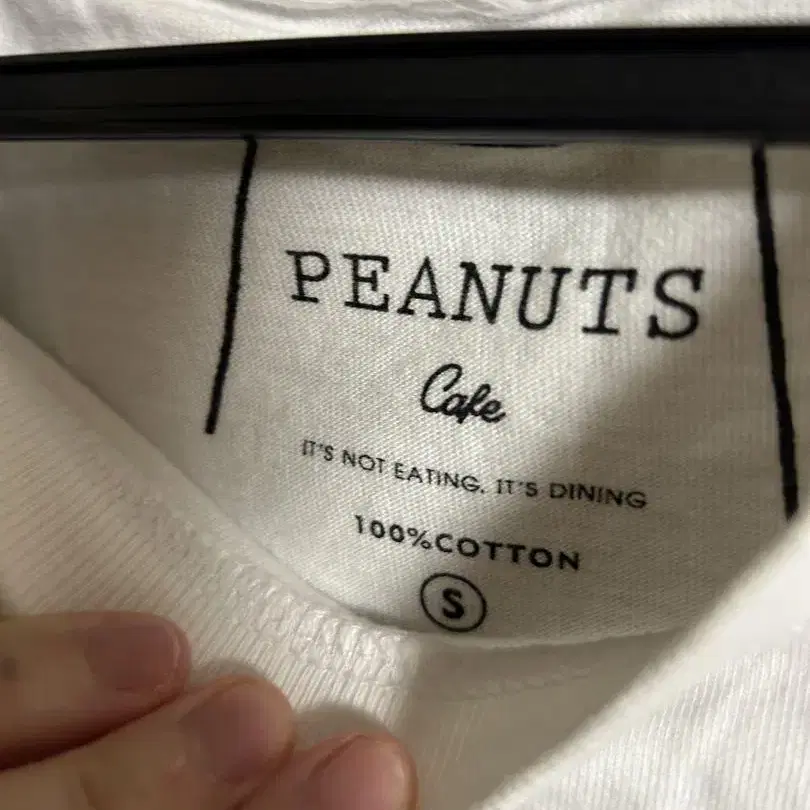 PEANUTS
Cafe
IT'S NOT EATING. IT'S DINING
100%COTTON
S